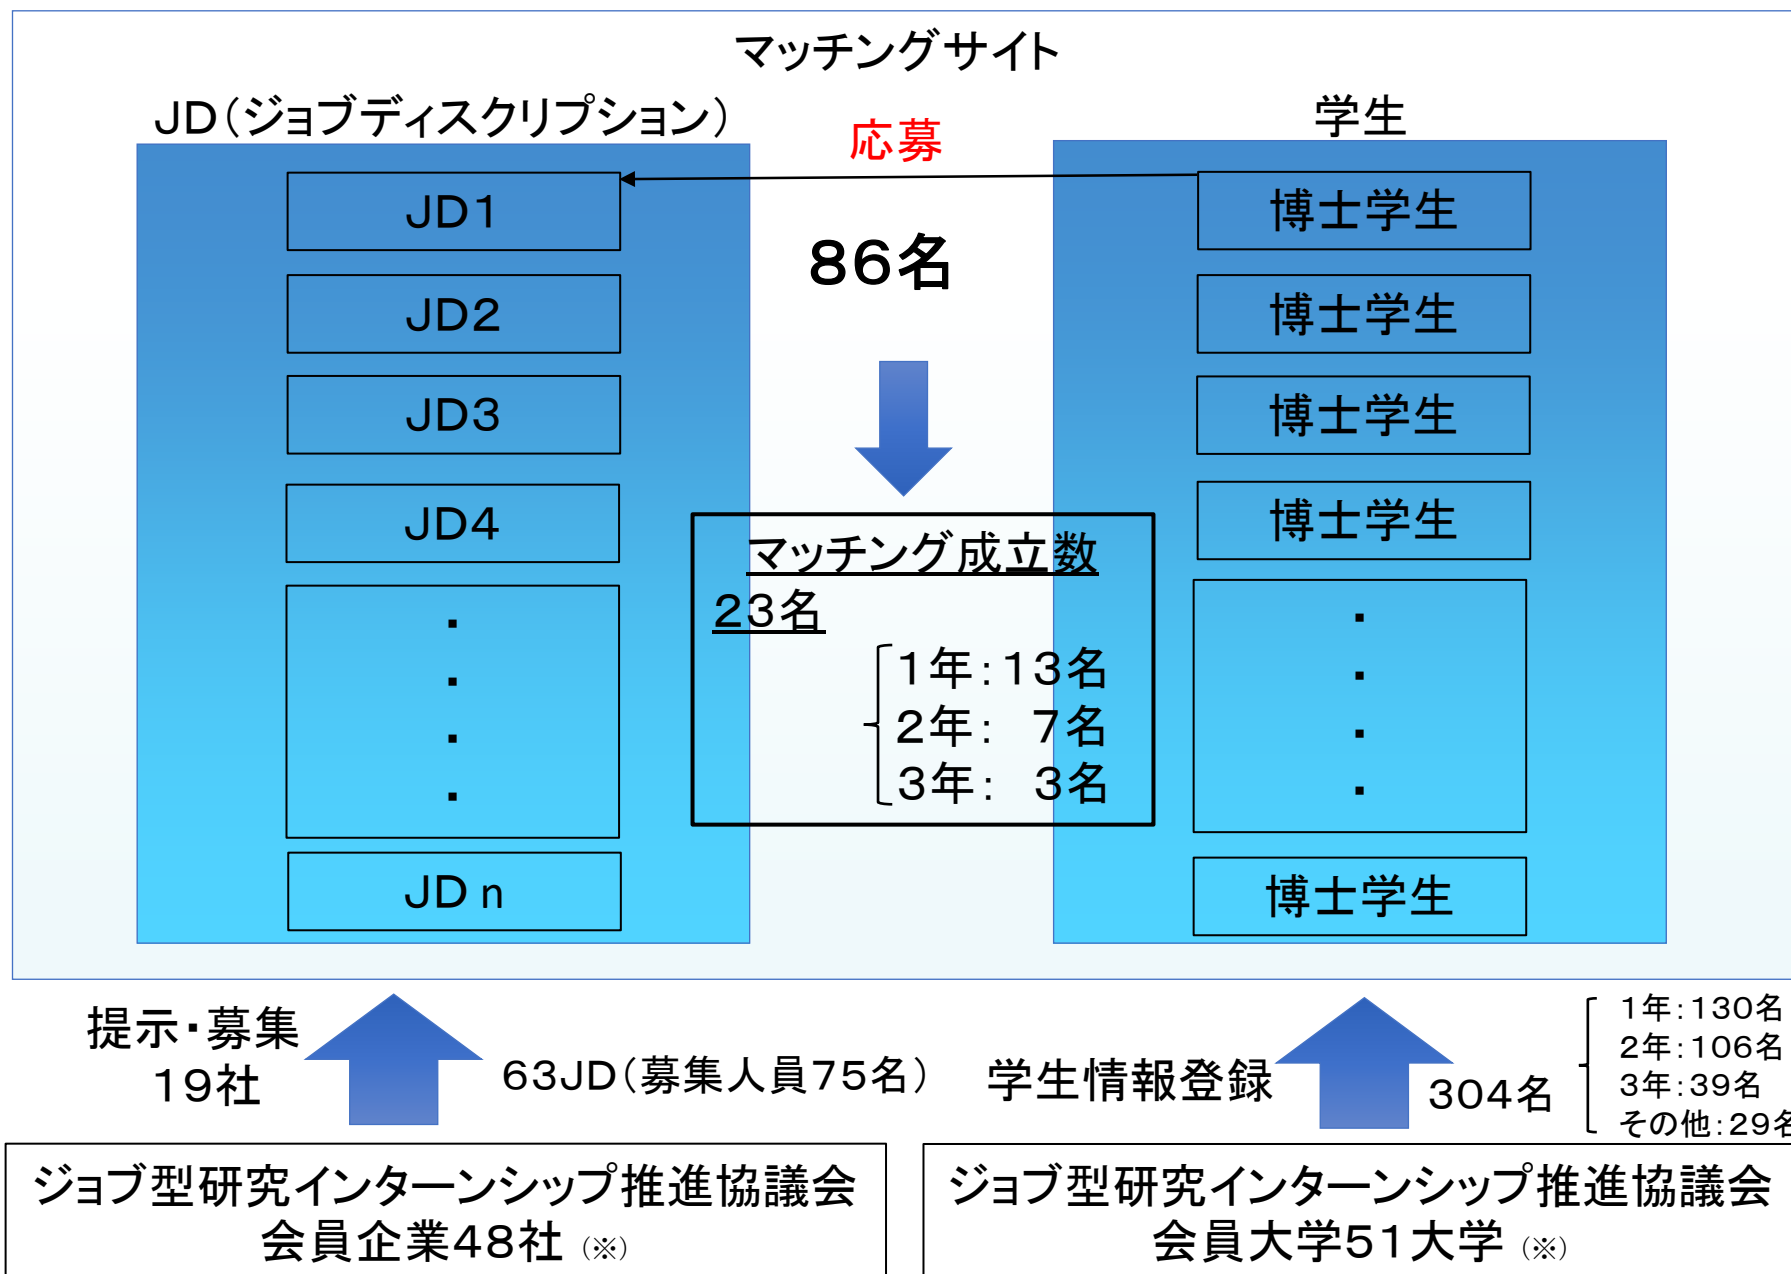 マッチングサイト
JD(ジョブディスクリプション)
応募
学生
JD1
JD2
JD3
JD4
・
・
・
・
JDn
86名
マッチング成立数
23名
1年:13名
2年: 7名
3年: 3名
博士学生
博士学生
博士学生
博士学生
・
・
・
・
博士学生
提示・募集
19社
63JD(募集人員75名)
学生情報登録
304名
1年:130名
2年:106名
3年:39名
その他:29名
ジョブ型研究インターンシップ推進協議会
会員企業48社 (※)
ジョブ型研究インターンシップ推進協議会
会員大学51大学 (※)